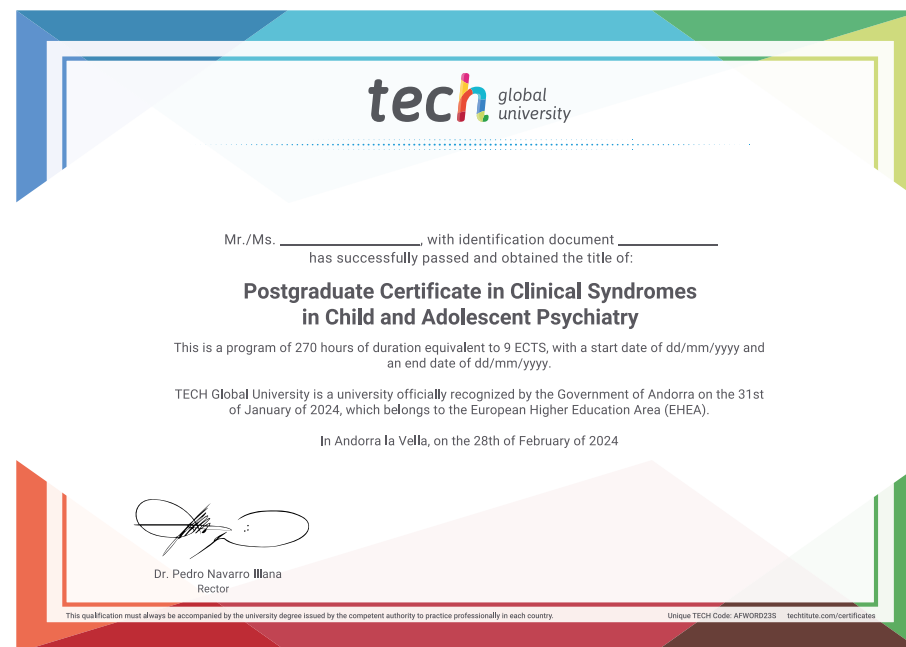 tech global
university
Mr./Ms. ____________, with identification document ____________
has successfully passed and obtained the title of:
Postgraduate Certificate in Clinical Syndromes
in Child and Adolescent Psychiatry
This is a program of 270 hours of duration equivalent to 9 ECTS, with a start date of dd/mm/yyyy and
an end date of dd/mm/yyyy.
TECH Global University is a university officially recognized by the Government of Andorra on the 31st
of January of 2024, which belongs to the European Higher Education Area (EHEA).
In Andorra la Vella, on the 28th of February of 2024
Dr. Pedro Navarro Illana
Rector
This qualification must always be accompanied by the university degree issued by the competent authority to practice professionally in each country.
Unique TECH Code: AFWORD23S techtitute.com/certificates